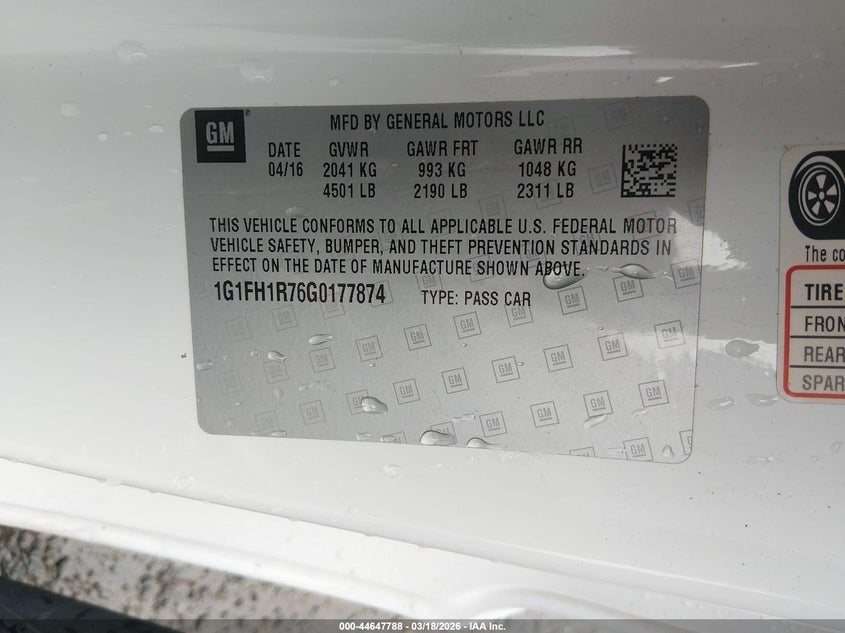 GM
MFD BY GENERAL MOTORS LLC
DATE GVWR GAWR FRT GAWR RR
04/16 2041 KG 993 KG 1048 KG
4501 LB 2190 LB 2311 LB
THIS VEHICLE CONFORMS TO ALL APPLICABLE U.S. FEDERAL MOTOR
VEHICLE SAFETY, BUMPER, AND THEFT PREVENTION STANDARDS IN
EFFECT ON THE DATE OF MANUFACTURE SHOWN ABOVE.
1G1FH1R76G0177874 TYPE: PASS CAR
The co
TIRE
FRON
REAR
SPAR
000-44647788 - 03/18/2026 - IAA Inc.